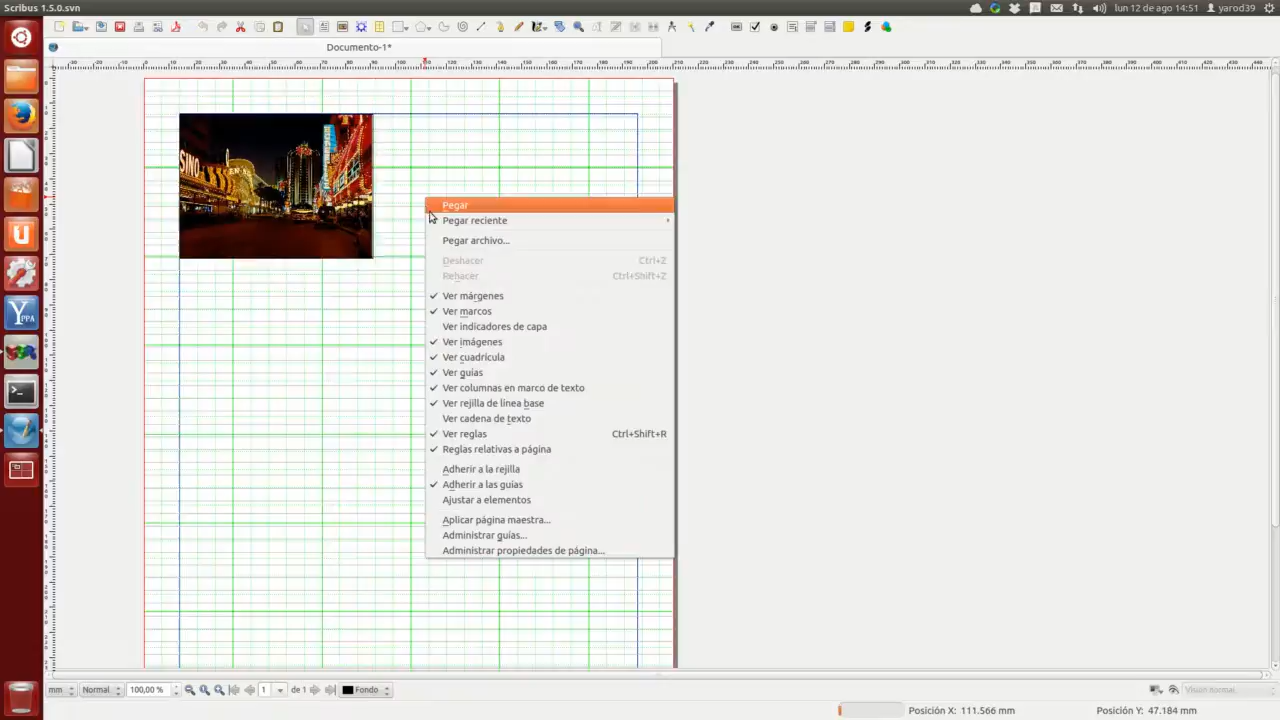 Scribus 1.5.0.svn
lun 12 de ago 14:51
yarod39
Documento-1*
Pegar
Pegar reciente
Pegar archivo...
Deshacer Ctrl+Z
Rehacer Ctrl+Shift+Z
Ver márgenes
Ver marcos
Ver indicadores de capa
Ver imágenes
Ver cuadrícula
Ver guías
Ver columnas en marco de texto
Ver rejilla de línea base
Ver cadena de texto
Ver reglas Ctrl+Shift+R
Reglas relativas a página
Adherir a la rejilla
Adherir a las guías
Ajustar a elementos
Aplicar página maestra...
Administrar guías...
Administrar propiedades de página...
mm Normal 100,00 % 1 de 1 Fondo Visión normal
Posición X: 111.566 mm Posición Y: 47.184 mm